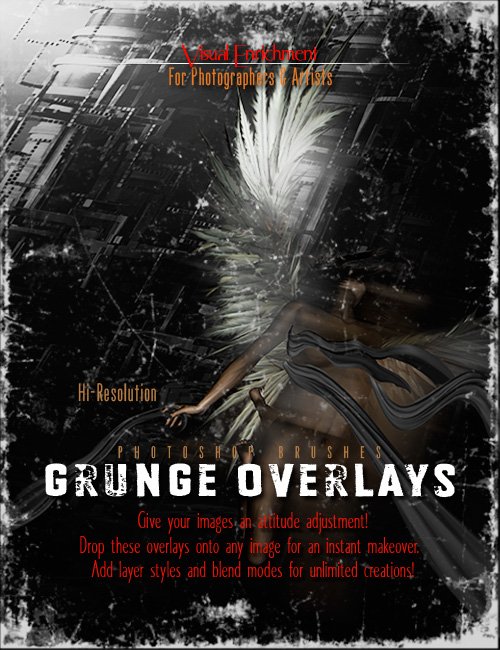 Visual Enrichment
For Photographers & Artists
Hi-Resolution
PHOTOSHOP BRUSHES
GRUNGE OVERLAYS
Give your images an attitude adjustment!
Drop these overlays onto any image for an instant makeover.
Add layer styles and blend modes for unlimited creations!